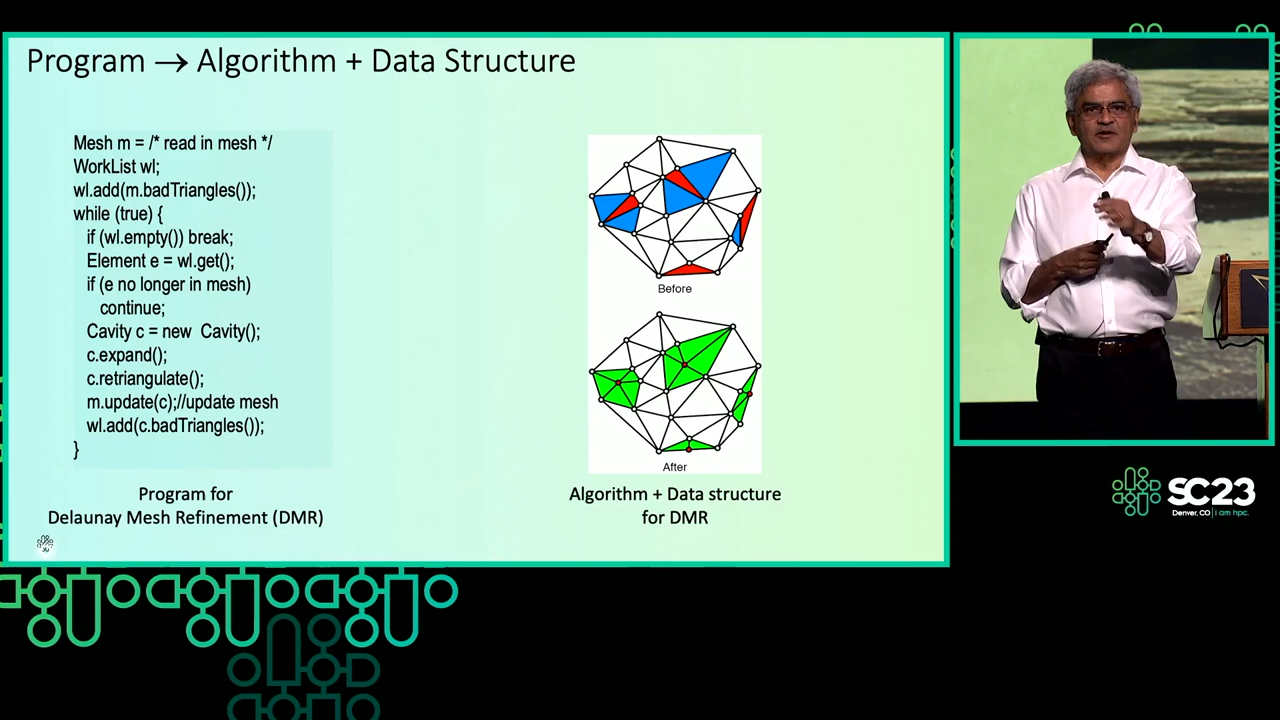 Program → Algorithm + Data Structure
Mesh m = /* read in mesh */
WorkList wl;
wl.add(m.badTriangles());
while (true) {
if (wl.empty()) break;
Element e = wl.get();
if (e no longer in mesh)
continue;
Cavity c = new Cavity();
c.expand();
c.retriangulate();
m.update(c);//update mesh
wl.add(c.badTriangles());
}
Program for
Delaunay Mesh Refinement (DMR)
Before
After
Algorithm + Data structure
for DMR
SC23
Denver, CO | i am hpc.